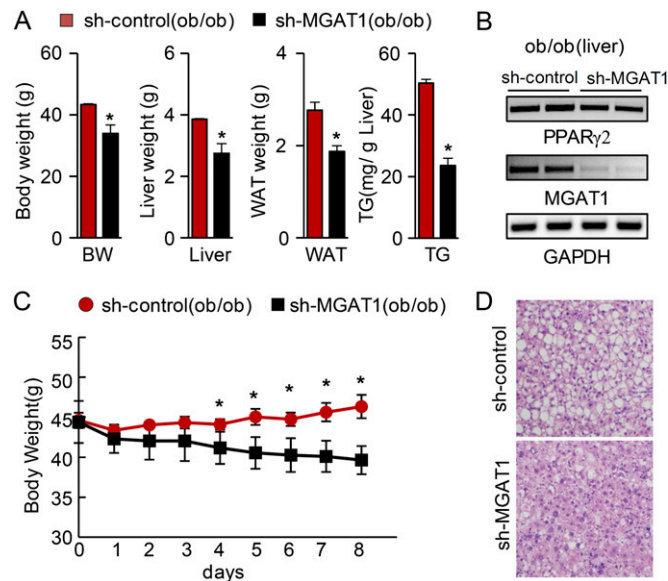 A
sh-control(ob/ob) sh-MGAT1(ob/ob)
Body weight (g)
60
40
20
0
BW
*
Liver weight (g)
6
4
2
0
Liver
*
WAT weight (g)
4
2
0
WAT
*
TG(mg/ g Liver)
60
40
20
0
TG
*
B
ob/ob(liver)
sh-control sh-MGAT1
PPARγ2
MGAT1
GAPDH
C
sh-control(ob/ob) sh-MGAT1(ob/ob)
Body Weight(g)
55
50
45
40
35
30
* * * * *
0 1 2 3 4 5 6 7 8
days
D
sh-control
sh-MGAT1